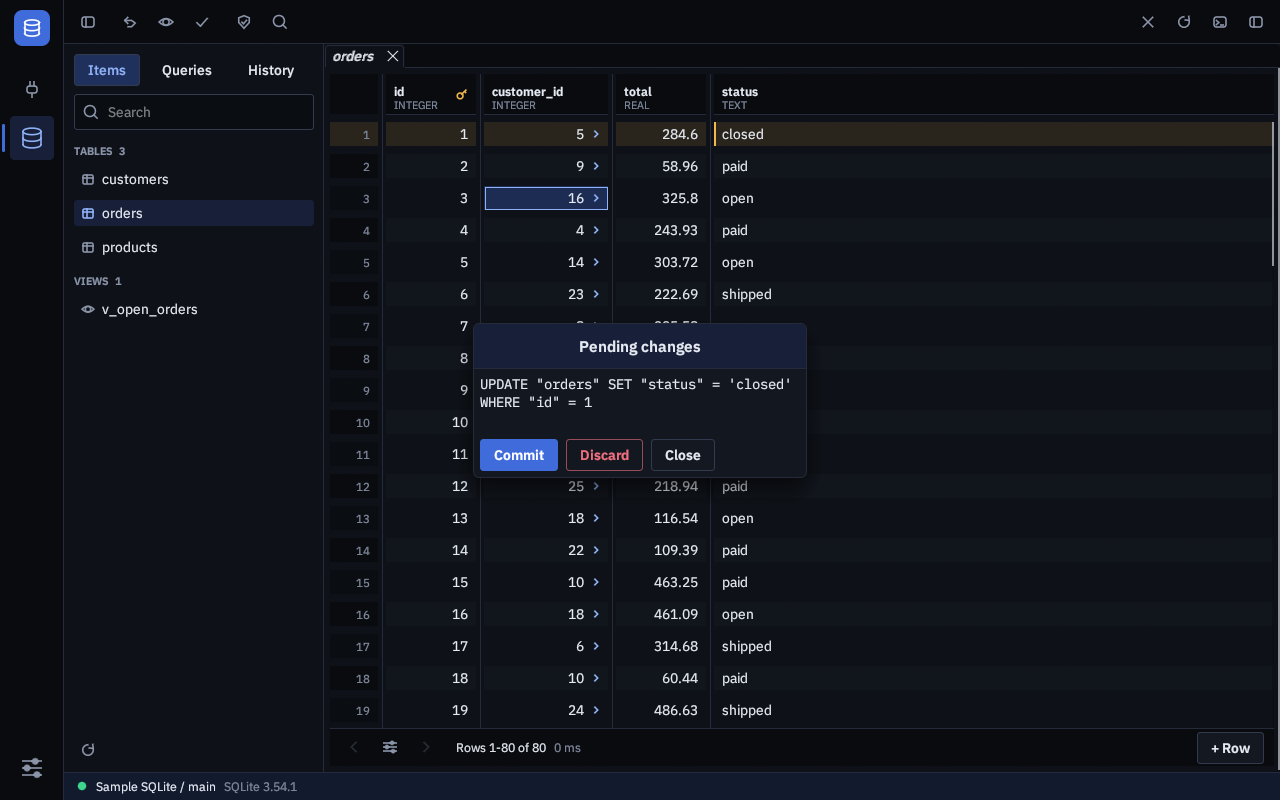 Items Queries History
orders
Search
TABLES 3
customers
orders
products
VIEWS 1
v_open_orders
id customer_id total status
INTEGER INTEGER REAL TEXT
1 1 5 284.6 closed
2 2 9 58.96 paid
3 3 16 325.8 open
4 4 4 243.93 paid
5 5 14 303.72 open
6 6 23 222.69 shipped
7 7
8 8
9 9
10 10
11 11
12 12 25 218.94 paid
13 13 18 116.54 open
14 14 22 109.39 paid
15 15 10 463.25 paid
16 16 18 461.09 open
17 17 6 314.68 shipped
18 18 10 60.44 paid
19 19 24 486.63 shipped
Pending changes
UPDATE "orders" SET "status" = 'closed'
WHERE "id" = 1
Commit Discard Close
Rows 1-80 of 80 0 ms
+ Row
Sample SQLite / main SQLite 3.54.1